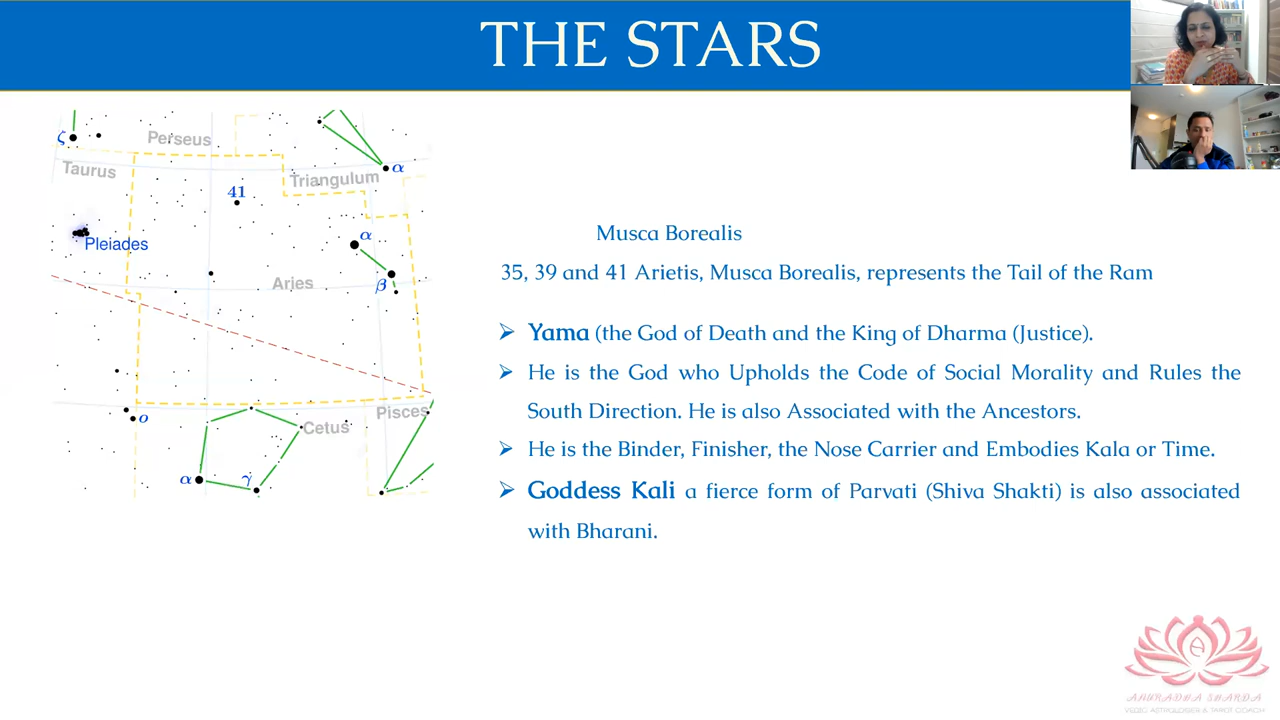 THE STARS
ζ
Perseus
Taurus
Triangulum
α
41
α
Pleiades
Aries
β
Pisces
ο
Cetus
α
γ
Musca Borealis
35, 39 and 41 Arietis, Musca Borealis, represents the Tail of the Ram
➢ Yama (the God of Death and the King of Dharma (Justice).
➢ He is the God who Upholds the Code of Social Morality and Rules the
South Direction. He is also Associated with the Ancestors.
➢ He is the Binder, Finisher, the Nose Carrier and Embodies Kala or Time.
➢ Goddess Kali a fierce form of Parvati (Shiva Shakti) is also associated
with Bharani.
ANURADHA SHARDA
VEDIC ASTROLOGER & TAROT COACH